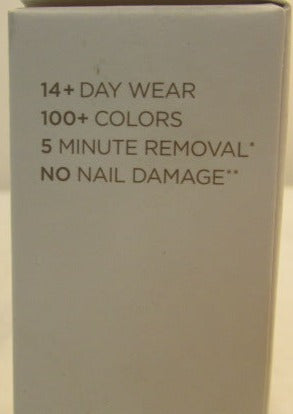 14+ DAY WEAR
100+ COLORS
5 MINUTE REMOVAL*
NO NAIL DAMAGE**